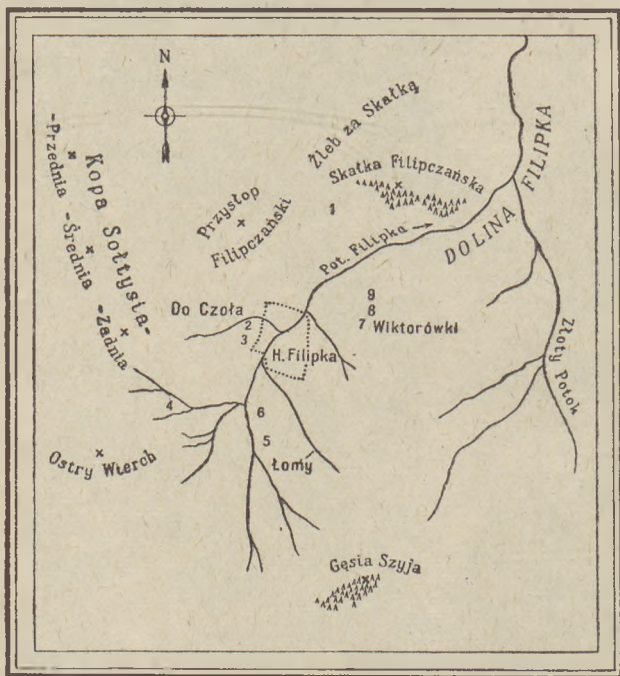 N
-Przednia -Średnia -Zadnia
Kopa Sołtysia-
Żleb za Skałką
Skałka Filipczańska
Przysłop
Filipczański
1
Pot. Filipka →
DOLINA FILIPKA
Do Czoła
2
3
H. Filipka
9
8
7 Wiktorówki
Złoty Potok
4
6
5
Ostry Wierch
Łomy
Gęsia Szyja